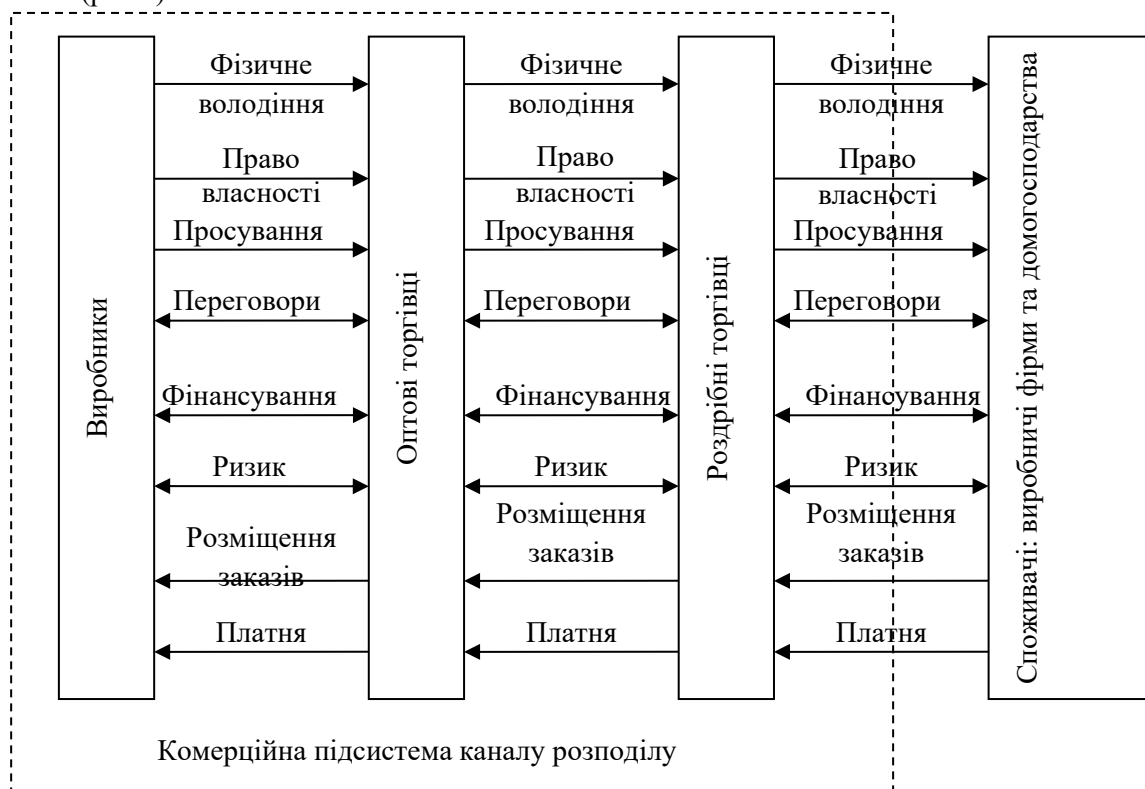 Фізичне
володіння
Фізичне
володіння
Фізичне
володіння
Право
власності
Право
власності
Право
власності
Просування
Просування
Просування
Переговори
Переговори
Переговори
Фінансування
Фінансування
Фінансування
Ризик
Ризик
Ризик
Розміщення
заказів
Розміщення
заказів
Розміщення
заказів
Платня
Платня
Платня
Виробники
Оптові торгівці
Роздрібні торгівці
Споживачі: виробничі фірми та домогосподарства
Комерційна підсистема каналу розподілу